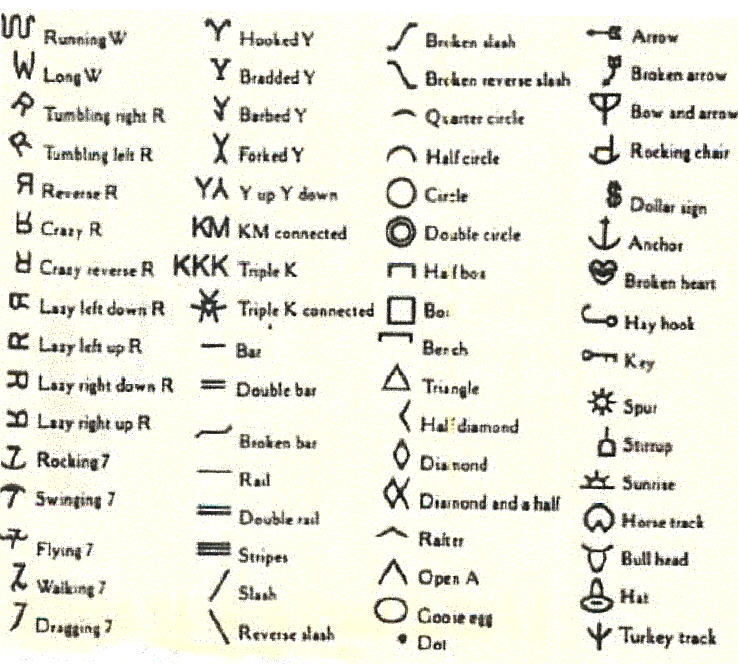 Running W
Long W
Tumbling right R
Tumbling left R
Reverse R
Crazy R
Crazy reverse R
Lazy left down R
Lazy left up R
Lazy right down R
Lazy right up R
Rocking 7
Swinging 7
Flying 7
Walking 7
Dragging 7
Hooked Y
Bradded Y
Barbed Y
Forked Y
Y up Y down
KM KM connected
KKK Triple K
Triple K connected
Bar
Double bar
Broken bar
Rail
Double rail
Stripes
Slash
Reverse slash
Broken slash
Broken reverse slash
Quarter circle
Half circle
Circle
Double circle
Half box
Box
Bench
Triangle
Half diamond
Diamond
Diamond and a half
Rafter
Open A
Goose egg
Dot
Arrow
Broken arrow
Bow and arrow
Rocking chair
Dollar sign
Anchor
Broken heart
Hay hook
Key
Spur
Stirrup
Sunrise
Horse track
Bull head
Hat
Turkey track